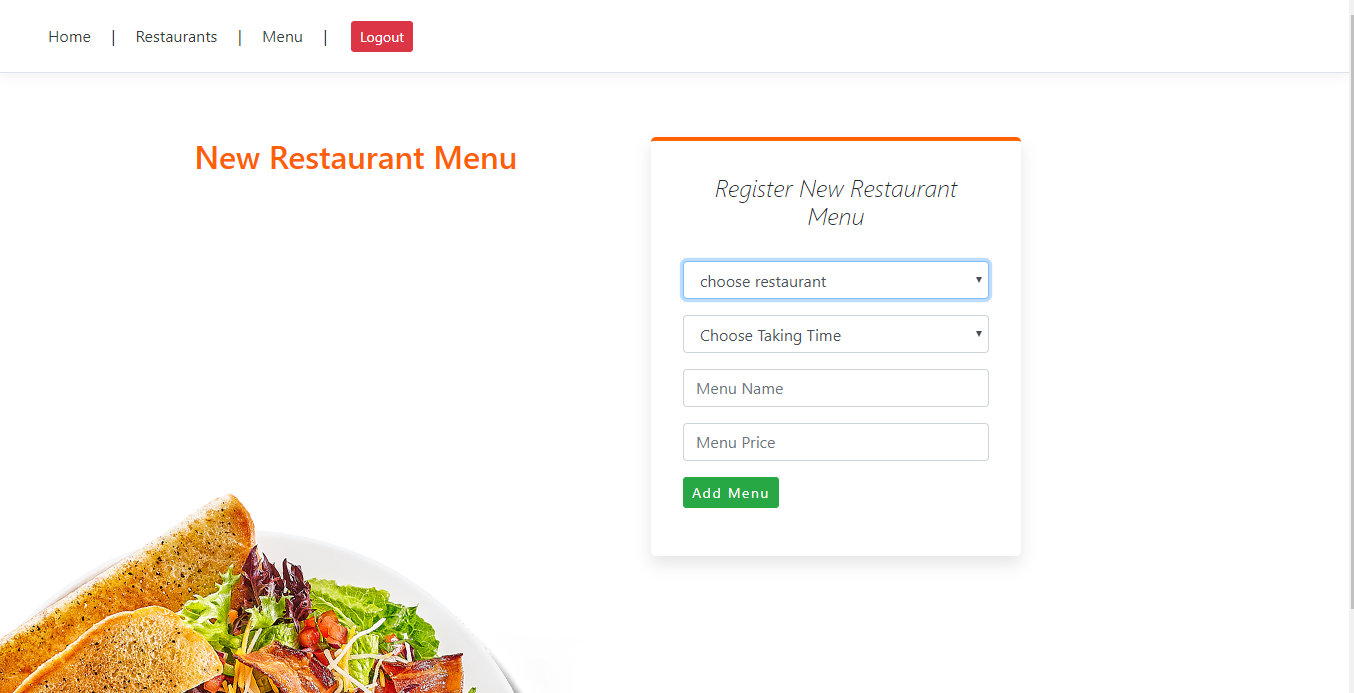 Home | Restaurants | Menu | Logout
New Restaurant Menu
Register New Restaurant
Menu
choose restaurant
Choose Taking Time
Menu Name
Menu Price
Add Menu